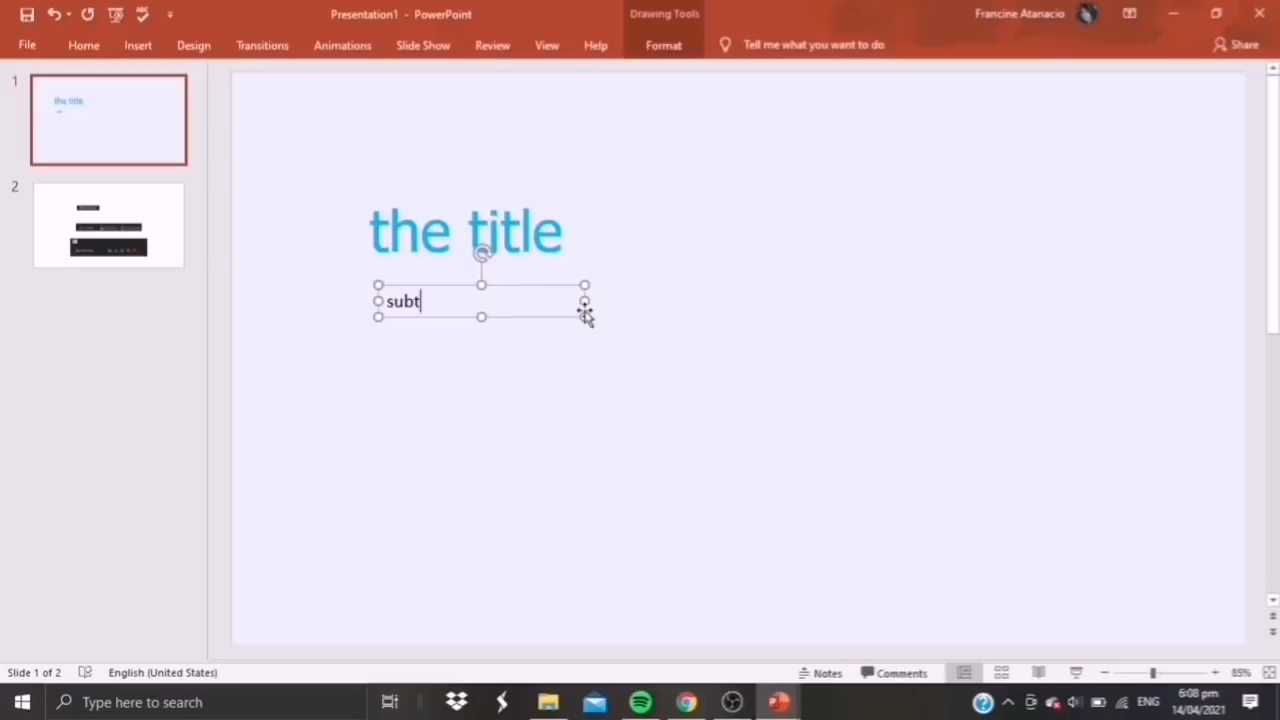 Presentation1 - PowerPoint
Drawing Tools
Francine Atanacio
File Home Insert Design Transitions Animations Slide Show Review View Help Format Tell me what you want to do Share
1
the title
2
the title
subt
Slide 1 of 2 English (United States) Notes Comments 85%
Type here to search
ENG
6:08 pm
14/04/2021